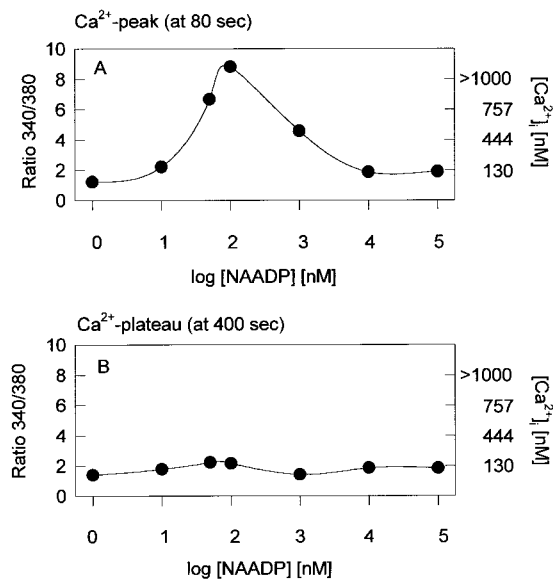 Ca²⁺-peak (at 80 sec)
A
Ratio 340/380
10
8
6
4
2
0
>1000
757
444
130
[Ca²⁺]ᵢ [nM]
0 1 2 3 4 5
log [NAADP] [nM]
Ca²⁺-plateau (at 400 sec)
B
Ratio 340/380
10
8
6
4
2
0
>1000
757
444
130
[Ca²⁺]ᵢ [nM]
0 1 2 3 4 5
log [NAADP] [nM]